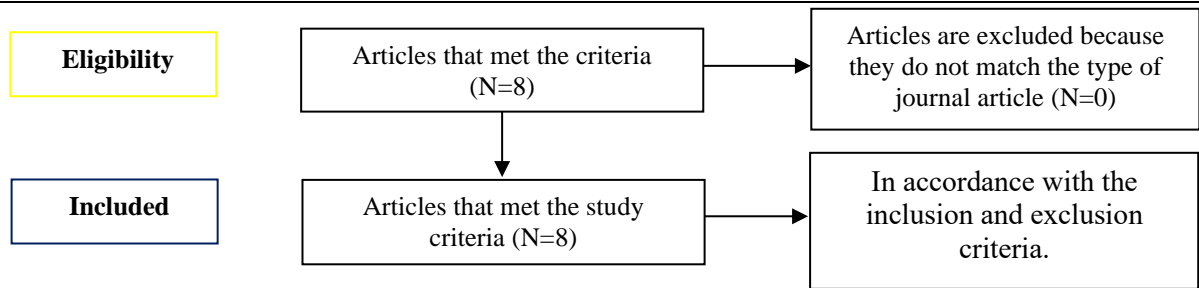 Eligibility
Articles that met the criteria
(N=8)
Articles are excluded because
they do not match the type of
journal article (N=0)
Included
Articles that met the study
criteria (N=8)
In accordance with the
inclusion and exclusion
criteria.